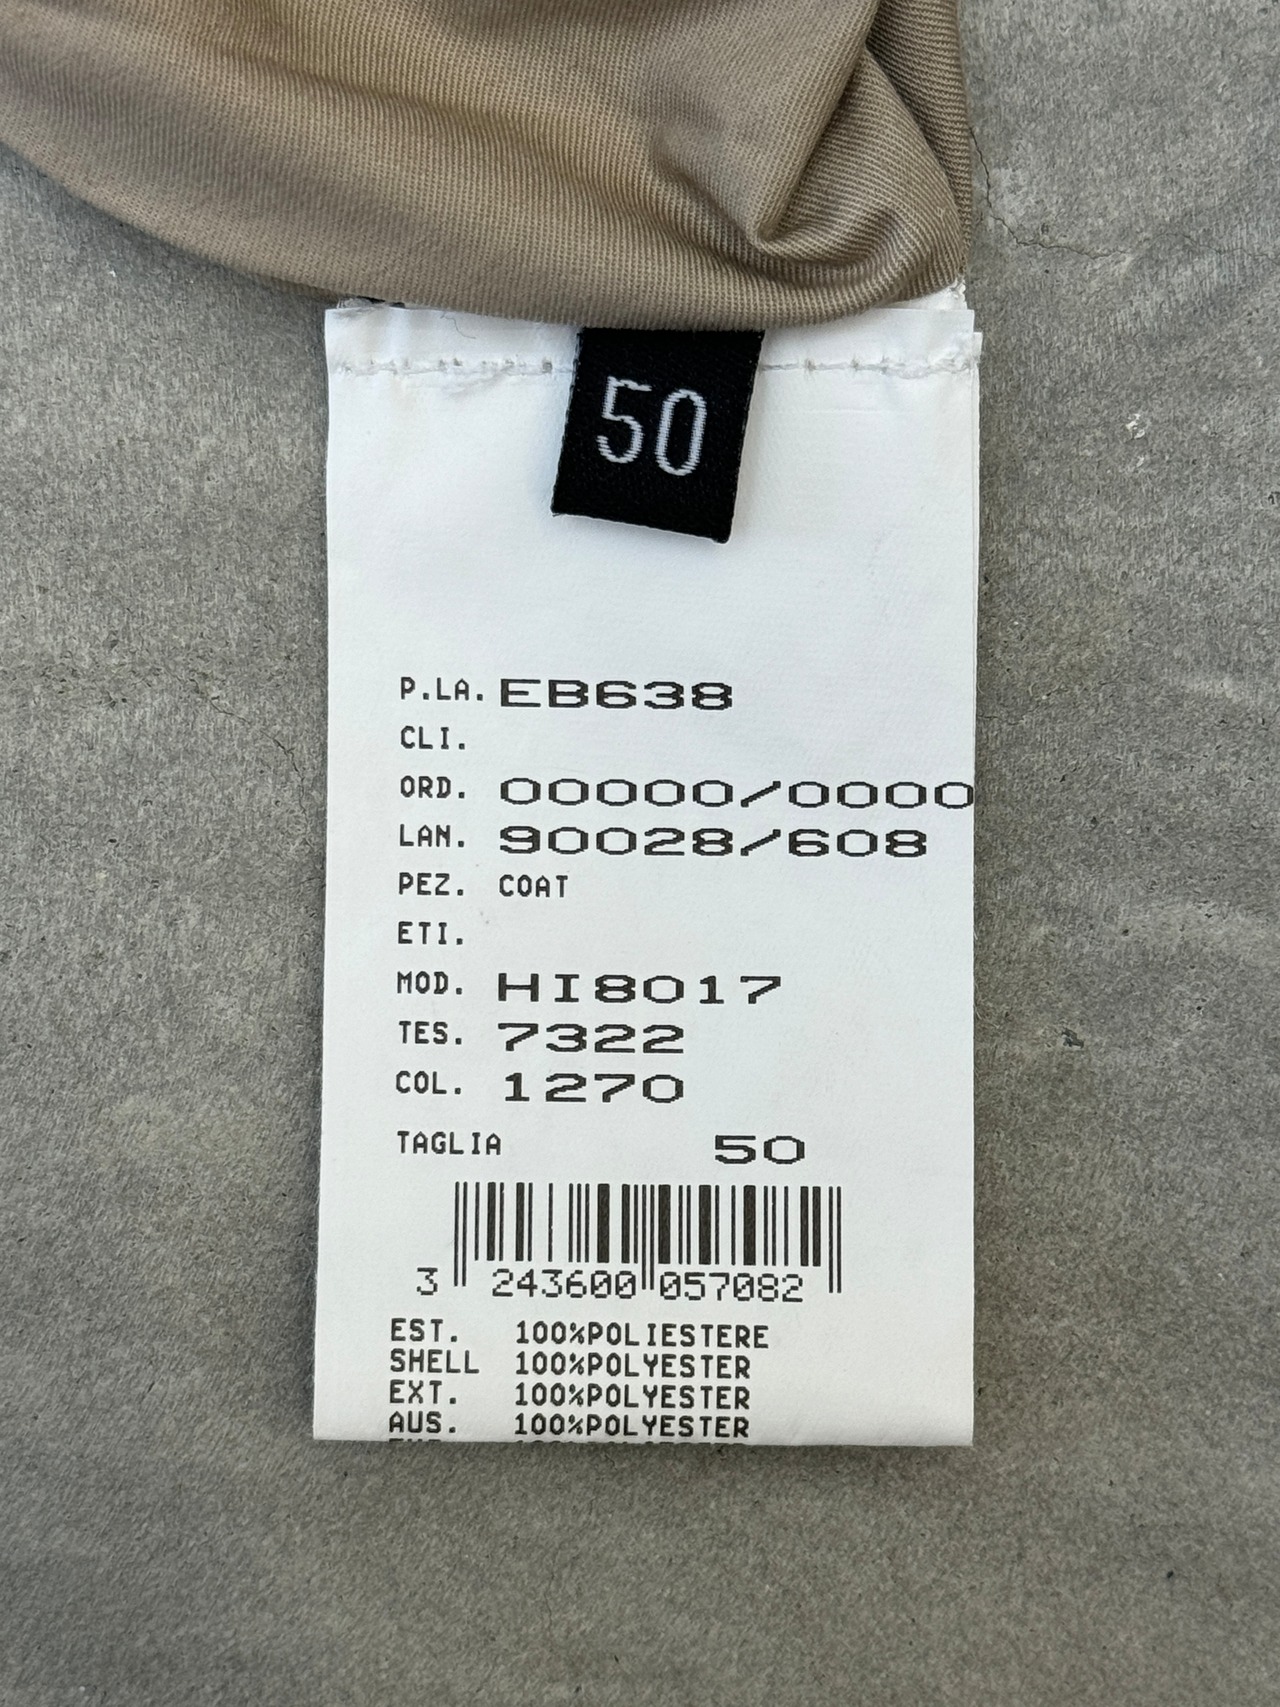 50
P.LA. EB638
CLI.
ORD. 00000/0000
LAN. 90028/608
PEZ. COAT
ETI.
MOD. HI8017
TES. 7322
COL. 1270
TAGLIA 50
3 243600 057082
EST. 100%POLIESTERE
SHELL 100%POLYESTER
EXT. 100%POLYESTER
AUS. 100%POLYESTER